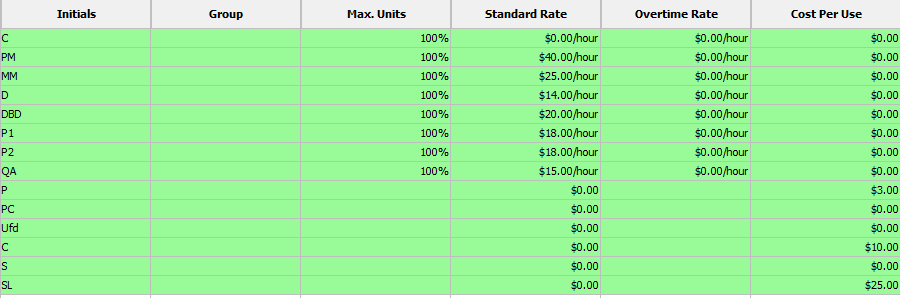 Initials Group Max. Units Standard Rate Overtime Rate Cost Per Use
C 100% $0.00/hour $0.00/hour $0.00
PM 100% $40.00/hour $0.00/hour $0.00
MM 100% $25.00/hour $0.00/hour $0.00
D 100% $14.00/hour $0.00/hour $0.00
DBD 100% $20.00/hour $0.00/hour $0.00
P1 100% $18.00/hour $0.00/hour $0.00
P2 100% $18.00/hour $0.00/hour $0.00
QA 100% $15.00/hour $0.00/hour $0.00
P $0.00 $3.00
PC $0.00 $0.00
Ufd $0.00 $0.00
C $0.00 $10.00
S $0.00 $0.00
SL $0.00 $25.00